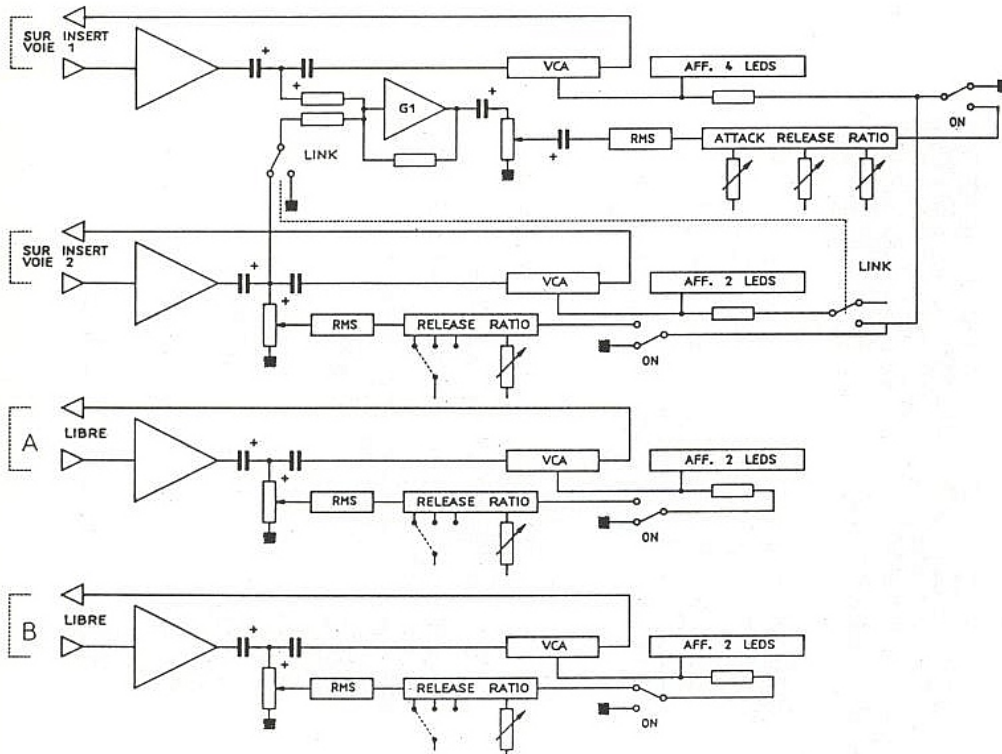 SUR INSERT
VOIE 1
+
+
VCA
AFF. 4 LEDS
G1
+
ON
LINK
+
RMS
ATTACK RELEASE RATIO
SUR INSERT
VOIE 2
+
+
VCA
AFF. 2 LEDS
LINK
RMS
RELEASE RATIO
ON
A
LIBRE
+
+
VCA
AFF. 2 LEDS
RMS
RELEASE RATIO
ON
B
LIBRE
+
+
VCA
AFF. 2 LEDS
RMS
RELEASE RATIO
ON